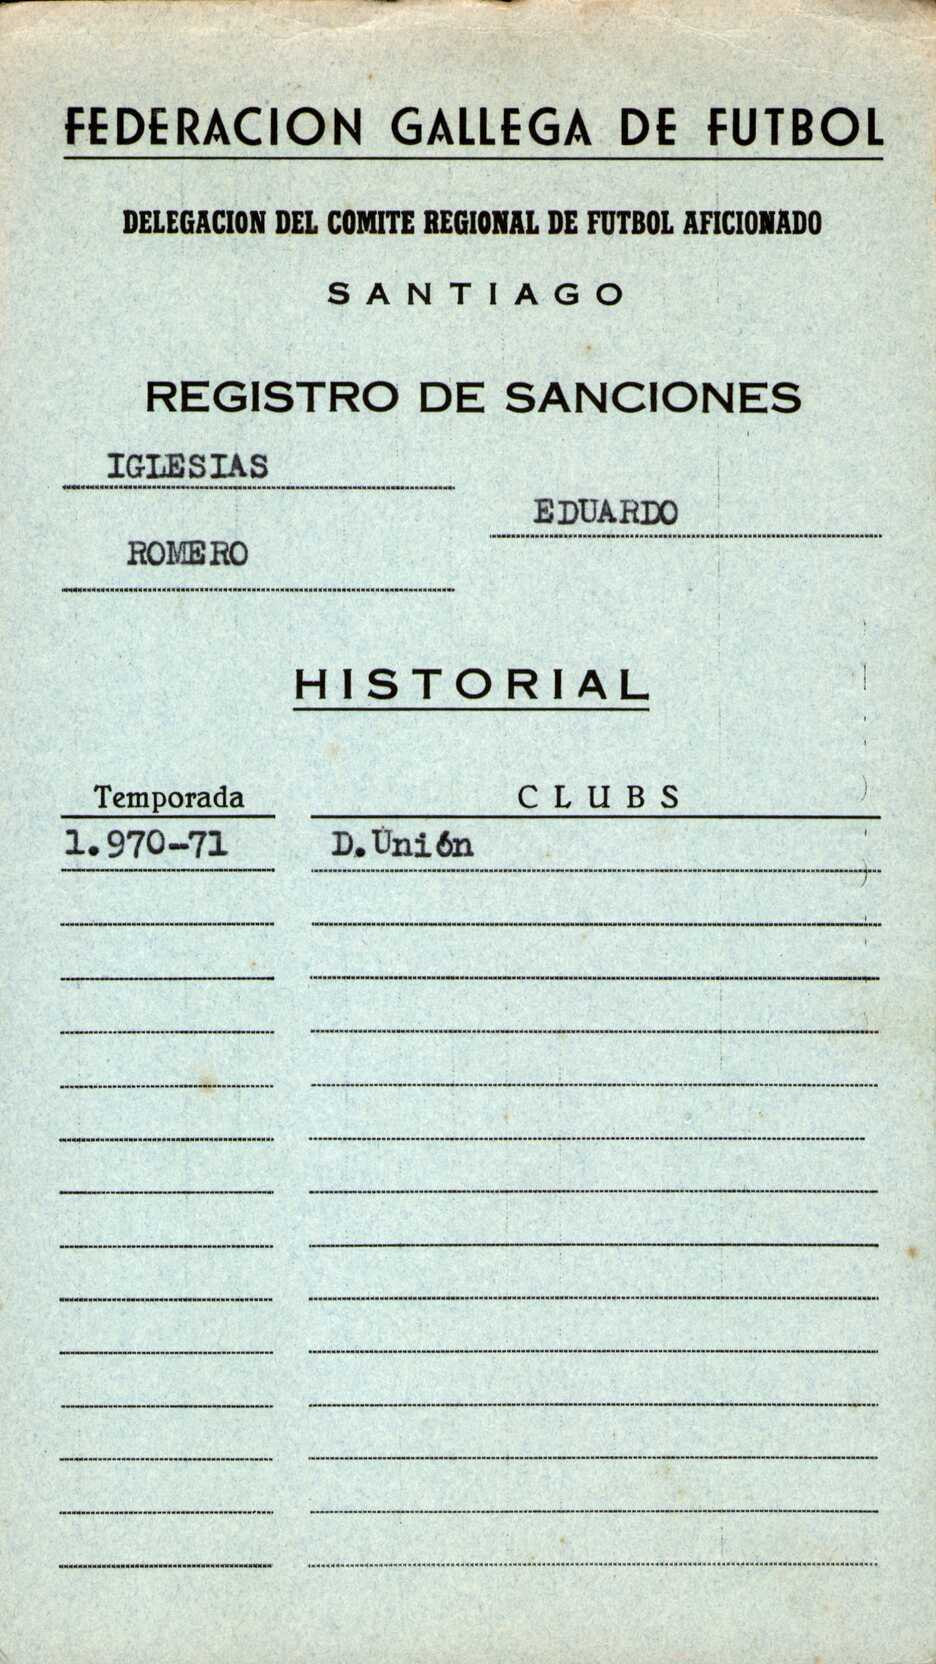 FEDERACION GALLEGA DE FUTBOL
DELEGACION DEL COMITE REGIONAL DE FUTBOL AFICIONADO
SANTIAGO
REGISTRO DE SANCIONES
IGLESIAS
EDUARDO
ROMERO
HISTORIAL
Temporada CLUBS
1.970-71 D.Unión